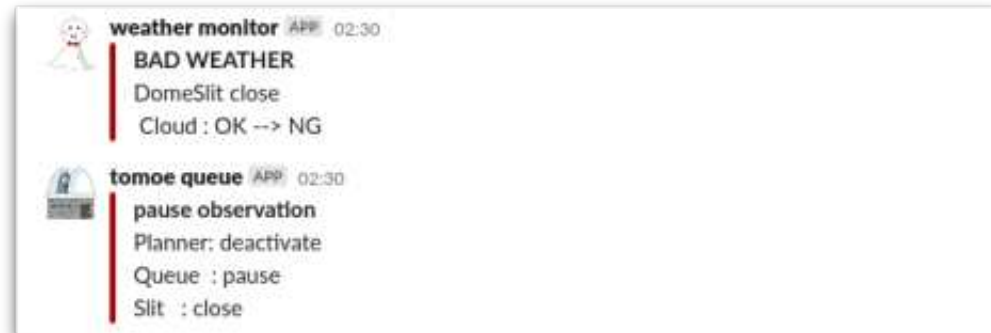 weather monitor APP 02:30
BAD WEATHER
DomeSlit close
Cloud : OK --> NG
tomoe queue APP 02:30
pause observation
Planner: deactivate
Queue : pause
Slit : close